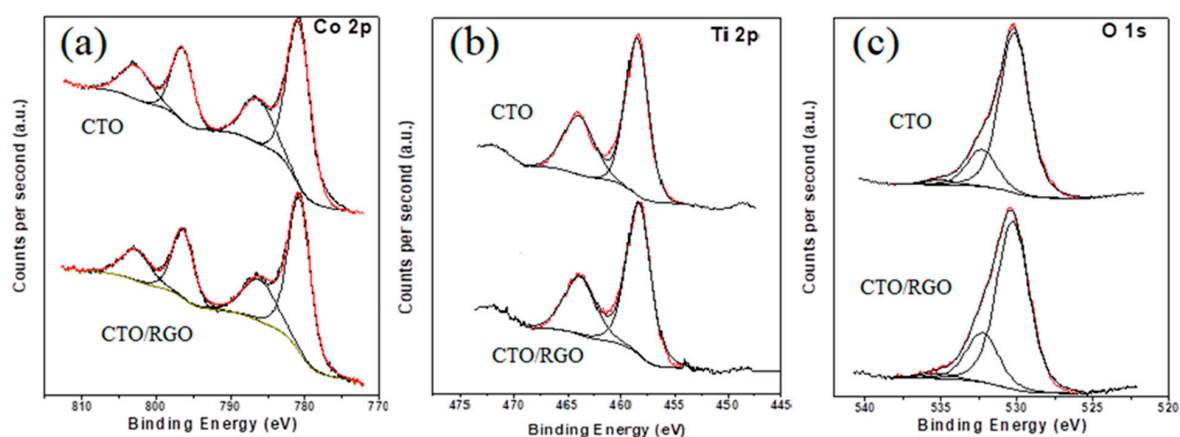 (a)
Co 2p
CTO
CTO/RGO
Counts per second (a.u.)
810 800 790 780 770
Binding Energy (eV)
(b)
Ti 2p
CTO
CTO/RGO
Counts per second (a.u.)
475 470 465 460 455 450 445
Binding Energy (eV)
(c)
O 1s
CTO
CTO/RGO
Counts per second (a.u.)
540 535 530 525 520
Binding Energy (eV)